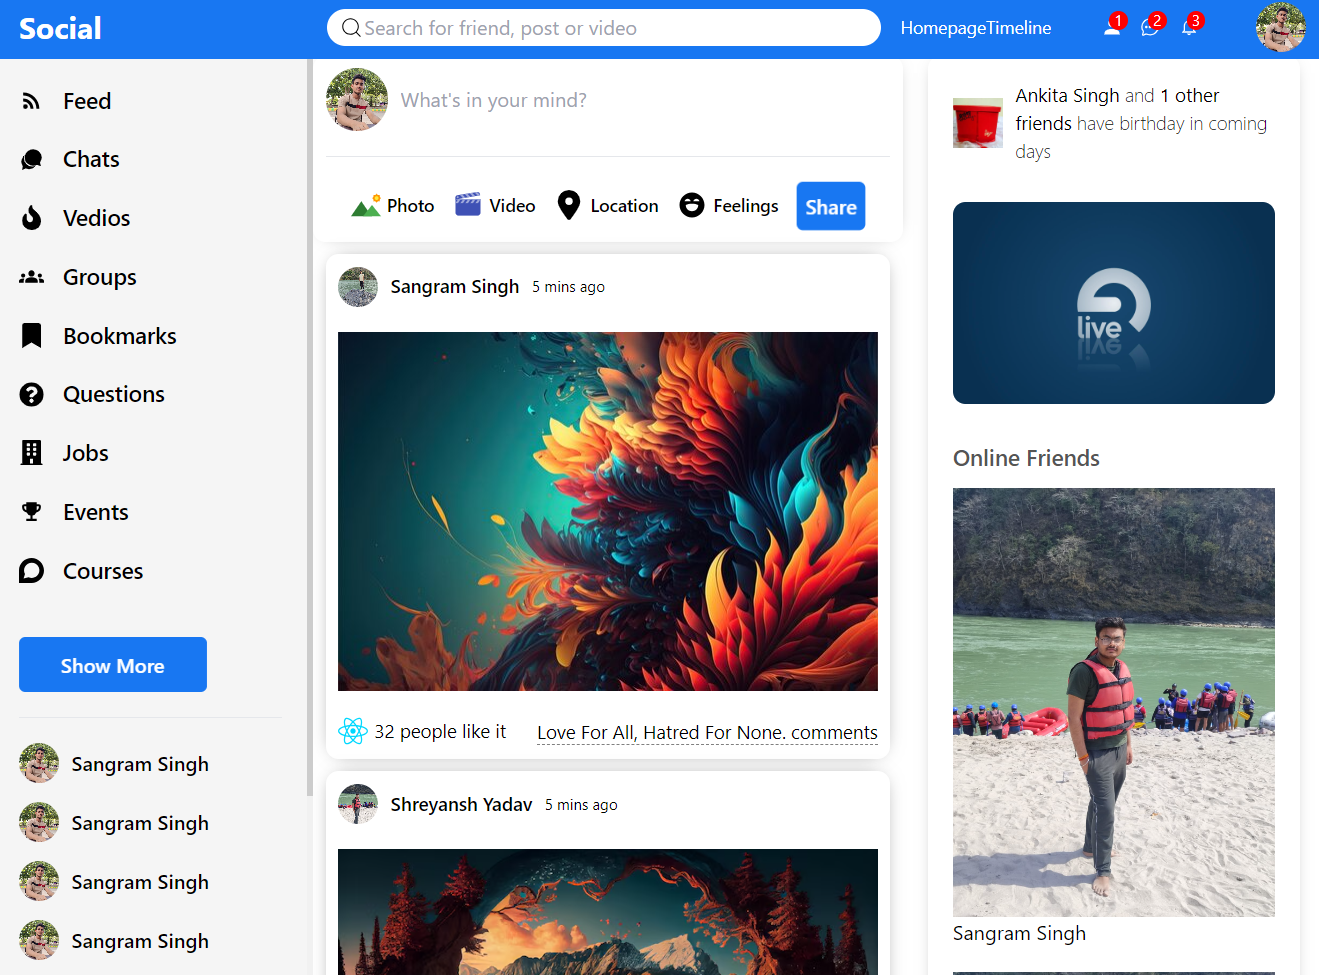 Social
Search for friend, post or video
Homepage Timeline
1
2
3
Feed
Chats
Vedios
Groups
Bookmarks
Questions
Jobs
Events
Courses
Show More
Sangram Singh
Sangram Singh
Sangram Singh
Sangram Singh
What's in your mind?
Photo
Video
Location
Feelings
Share
Sangram Singh 5 mins ago
32 people like it
Love For All, Hatred For None. comments
Shreyansh Yadav 5 mins ago
Ankita Singh and 1 other
friends have birthday in coming
days
live
Online Friends
Sangram Singh